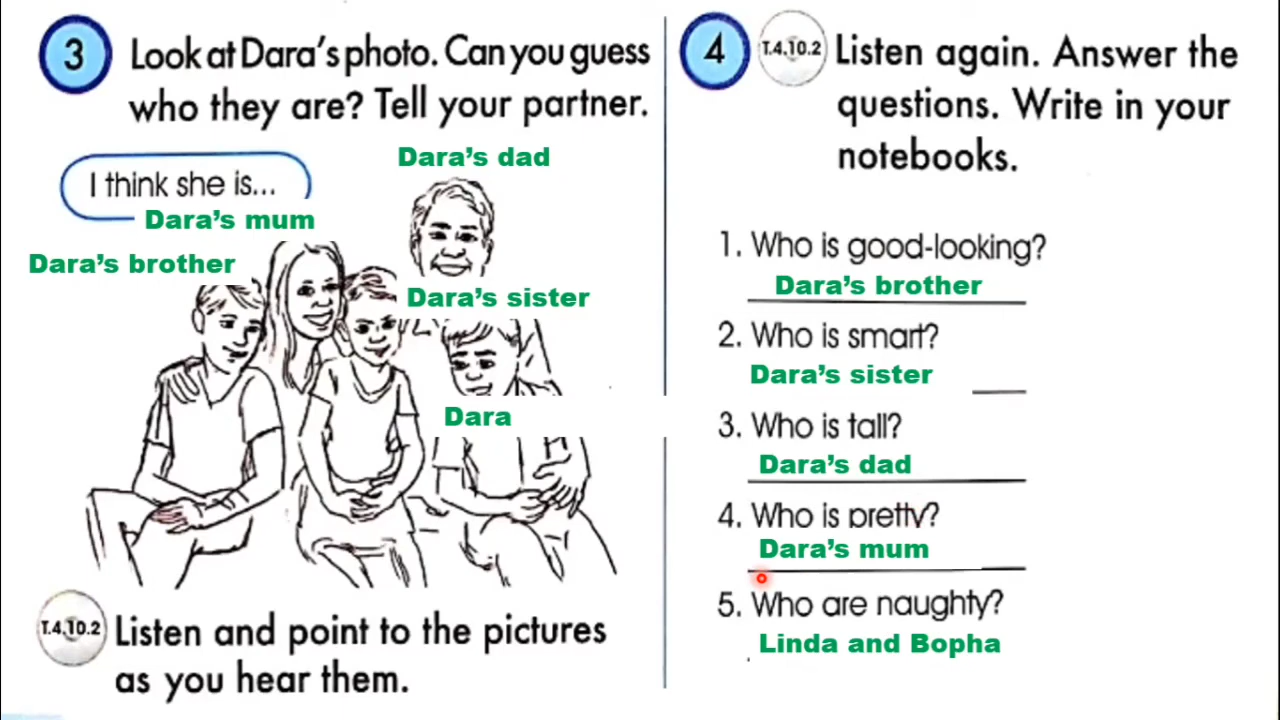 3
Look at Dara's photo. Can you guess
who they are? Tell your partner.
I think she is...
Dara's dad
Dara's mum
Dara's brother
Dara's sister
Dara
T.4.10.2
Listen and point to the pictures
as you hear them.
4
T.4.10.2
Listen again. Answer the
questions. Write in your
notebooks.
1. Who is good-looking?
Dara's brother
2. Who is smart?
Dara's sister
3. Who is tall?
Dara's dad
4. Who is pretty?
Dara's mum
5. Who are naughty?
Linda and Bopha